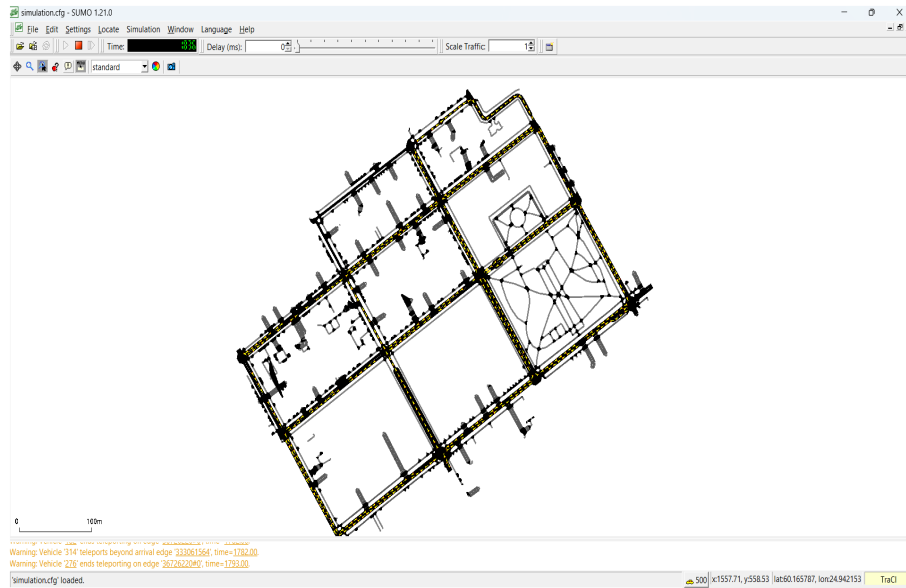 simulation.cfg - SUMO 1.21.0
File Edit Settings Locate Simulation Window Language Help
Time: Delay (ms): 0 Scale Traffic: 1
standard
0 100m
Warning: Vehicle '314' teleports beyond arrival edge '333061564', time=1782.00.
Warning: Vehicle '276' ends teleporting on edge '36726220#0', time=1793.00.
'simulation.cfg' loaded. 500 x:1557.71, y:558.53 lat:60.165787, lon:24.942153 TraCI